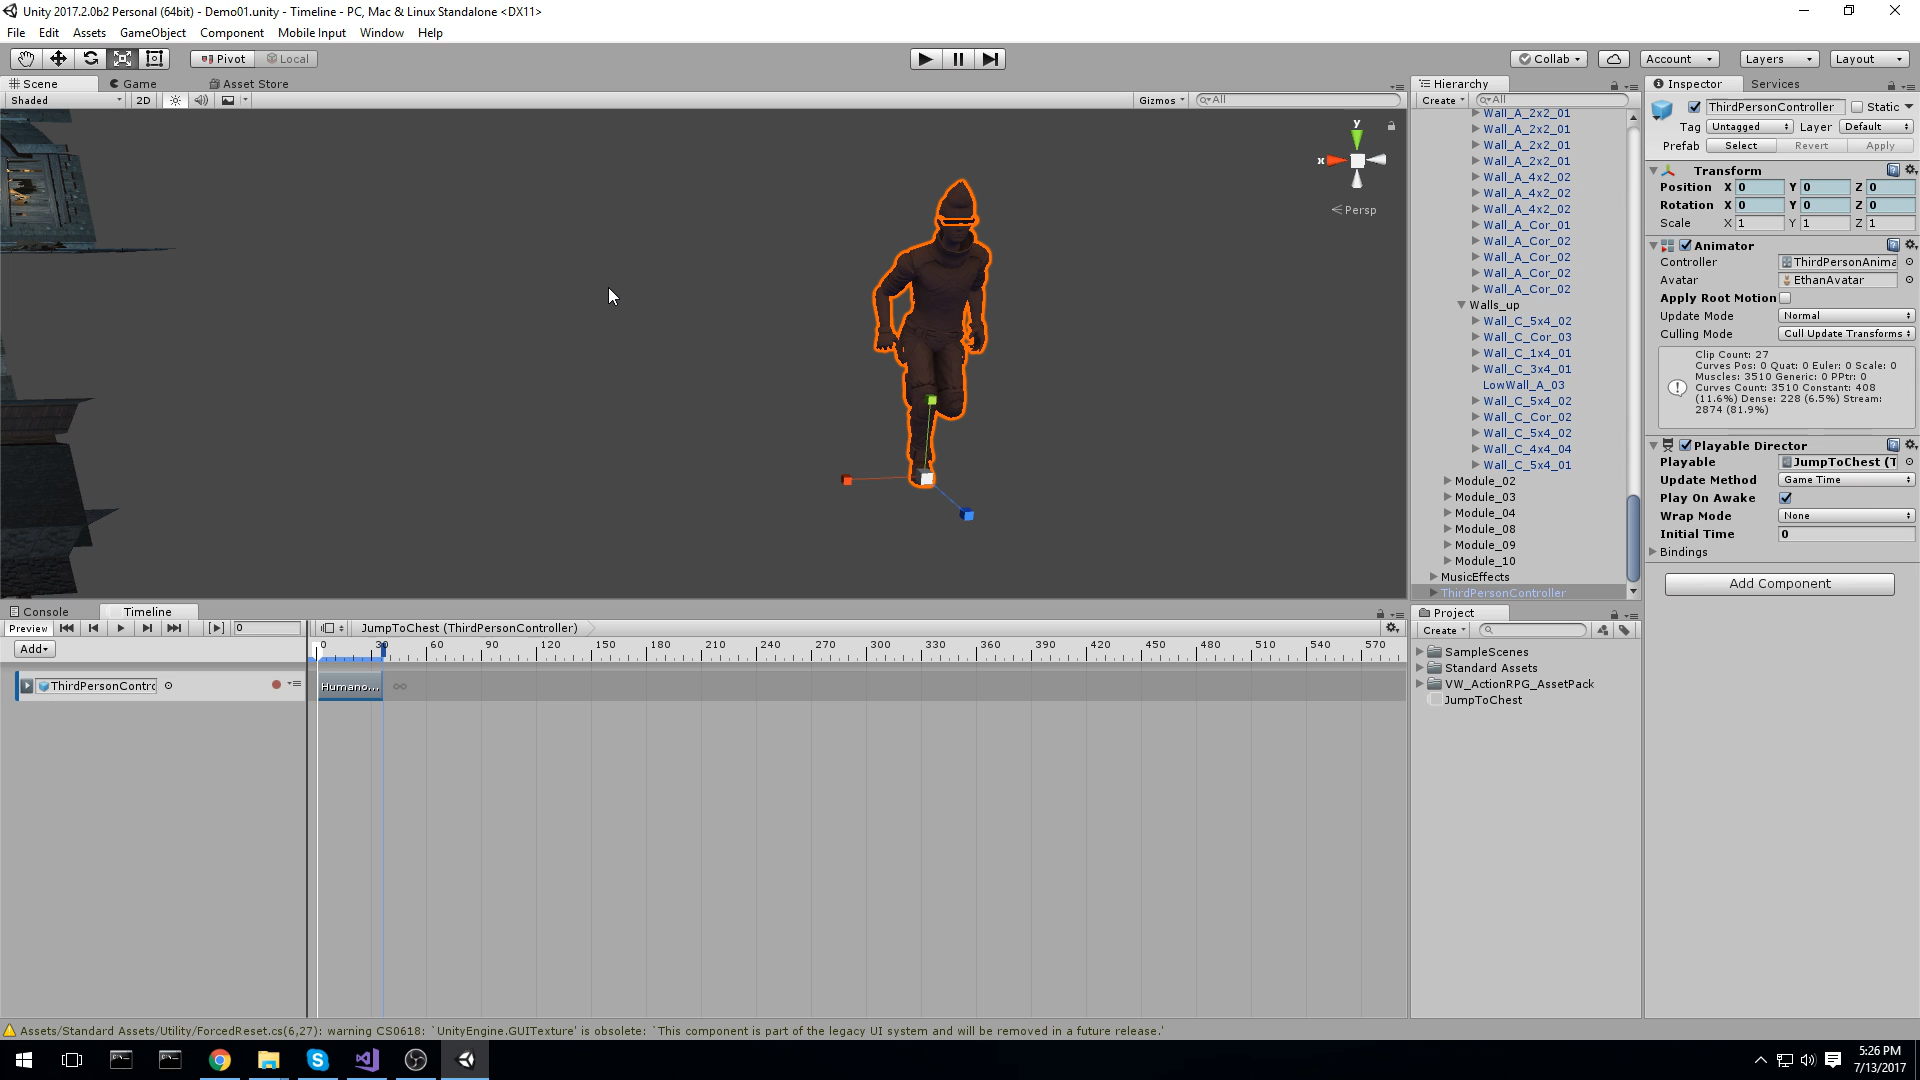 Unity 2017.2.0b2 Personal (64bit) - Demo01.unity - Timeline - PC, Mac & Linux Standalone <DX11>
File Edit Assets GameObject Component Mobile Input Window Help
Pivot Local
Collab Account Layers Layout
Scene Game Asset Store
Shaded 2D Gizmos All
y
x
Persp
Hierarchy
Create All
Wall_A_2x2_01
Wall_A_2x2_01
Wall_A_2x2_01
Wall_A_2x2_01
Wall_A_4x2_02
Wall_A_4x2_02
Wall_A_4x2_02
Wall_A_Cor_01
Wall_A_Cor_02
Wall_A_Cor_02
Wall_A_Cor_02
Wall_A_Cor_02
Walls_up
Wall_C_5x4_02
Wall_C_Cor_03
Wall_C_1x4_01
Wall_C_3x4_01
LowWall_A_03
Wall_C_5x4_02
Wall_C_Cor_02
Wall_C_5x4_02
Wall_C_4x4_04
Wall_C_5x4_01
Module_02
Module_03
Module_04
Module_08
Module_09
Module_10
MusicEffects
ThirdPersonController
Inspector Services
ThirdPersonController Static
Tag Untagged Layer Default
Prefab Select Revert Apply
Transform
Position X 0 Y 0 Z 0
Rotation X 0 Y 0 Z 0
Scale X 1 Y 1 Z 1
Animator
Controller ThirdPersonAnima
Avatar EthanAvatar
Apply Root Motion
Update Mode Normal
Culling Mode Cull Update Transforms
Clip Count: 27
Curves Pos: 0 Quat: 0 Euler: 0 Scale: 0
Muscles: 3510 Generic: 0 PPtr: 0
Curves Count: 3510 Constant: 408
(11.6%) Dense: 228 (6.5%) Stream:
2874 (81.9%)
Playable Director
Playable JumpToChest (T
Update Method Game Time
Play On Awake
Wrap Mode None
Initial Time 0
Bindings
Add Component
Console Timeline
Preview 0 JumpToChest (ThirdPersonController)
Add
0 30 60 90 120 150 180 210 240 270 300 330 360 390 420 450 480 510 540 570
ThirdPersonContro Humano...
Project
Create
SampleScenes
Standard Assets
VW_ActionRPG_AssetPack
JumpToChest
Assets/Standard Assets/Utility/ForcedReset.cs(6,27): warning CS0618: `UnityEngine.GUITexture' is obsolete: `This component is part of the legacy UI system and will be removed in a future release.'
5:26 PM
7/13/2017